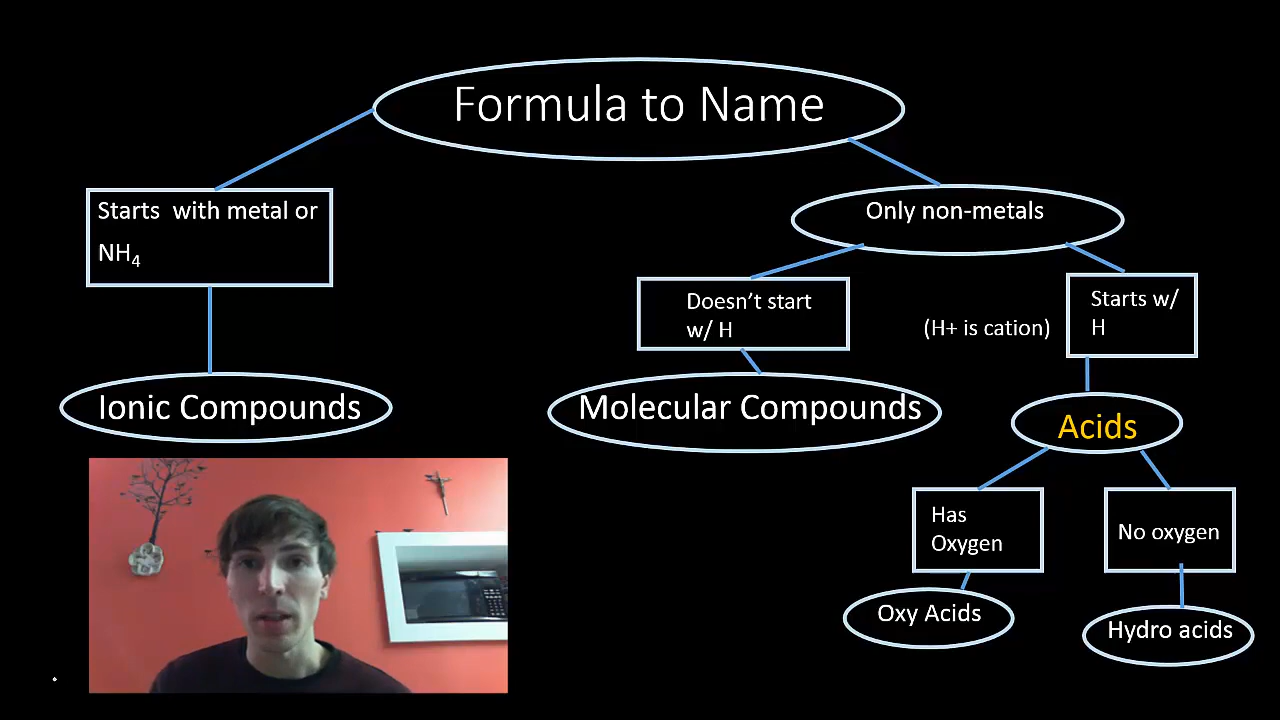 Formula to Name
Starts  with metal or
NH₄
Only non-metals
Doesn’t start
w/ H
(H+ is cation)
Starts w/
H
Ionic Compounds
Molecular Compounds
Acids
Has
Oxygen
No oxygen
Oxy Acids
Hydro acids